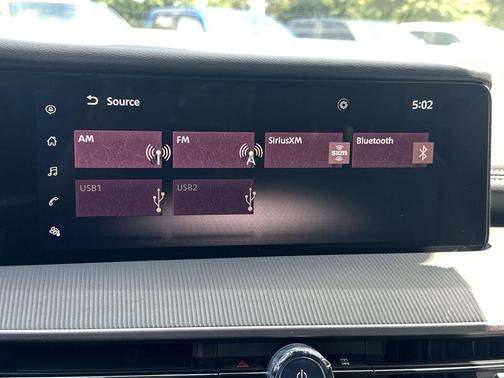 Source
5:02
AM
FM
SiriusXM
Bluetooth
A
sxm
USB1
USB2